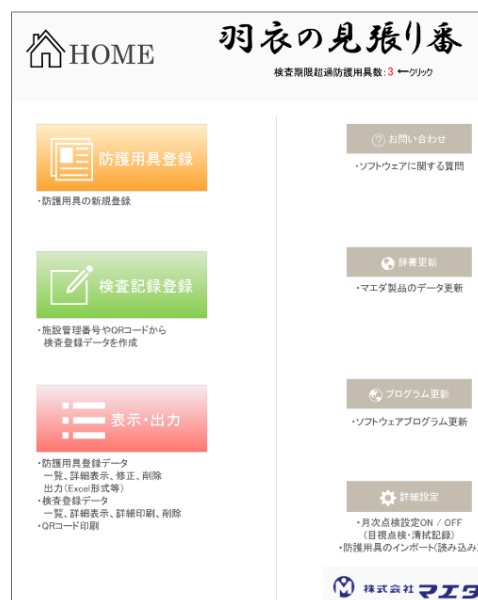 HOME
羽衣の見張り番
検査期限超過防護用具数:3 ←クリック
防護用具登録
・防護用具の新規登録
検査記録登録
・施設管理番号やQRコードから
検査登録データを作成
表示・出力
・防護用具登録データ
一覧、詳細表示、修正、削除
出力(Excel形式等)
・検査登録データ
一覧、詳細表示、詳細印刷、削除
・QRコード印刷
お問い合わせ
・ソフトウェアに関する質問
辞書更新
・マエダ製品のデータ更新
プログラム更新
・ソフトウェアプログラム更新
詳細設定
・月次点検設定ON / OFF
(目視点検・清拭記録)
・防護用具のインポート(読み込み)
株式会社マエダ